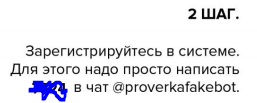 2 ШАГ.
Зарегистрируйтесь в системе.
Для этого надо просто написать
в чат @proverkafakebot.